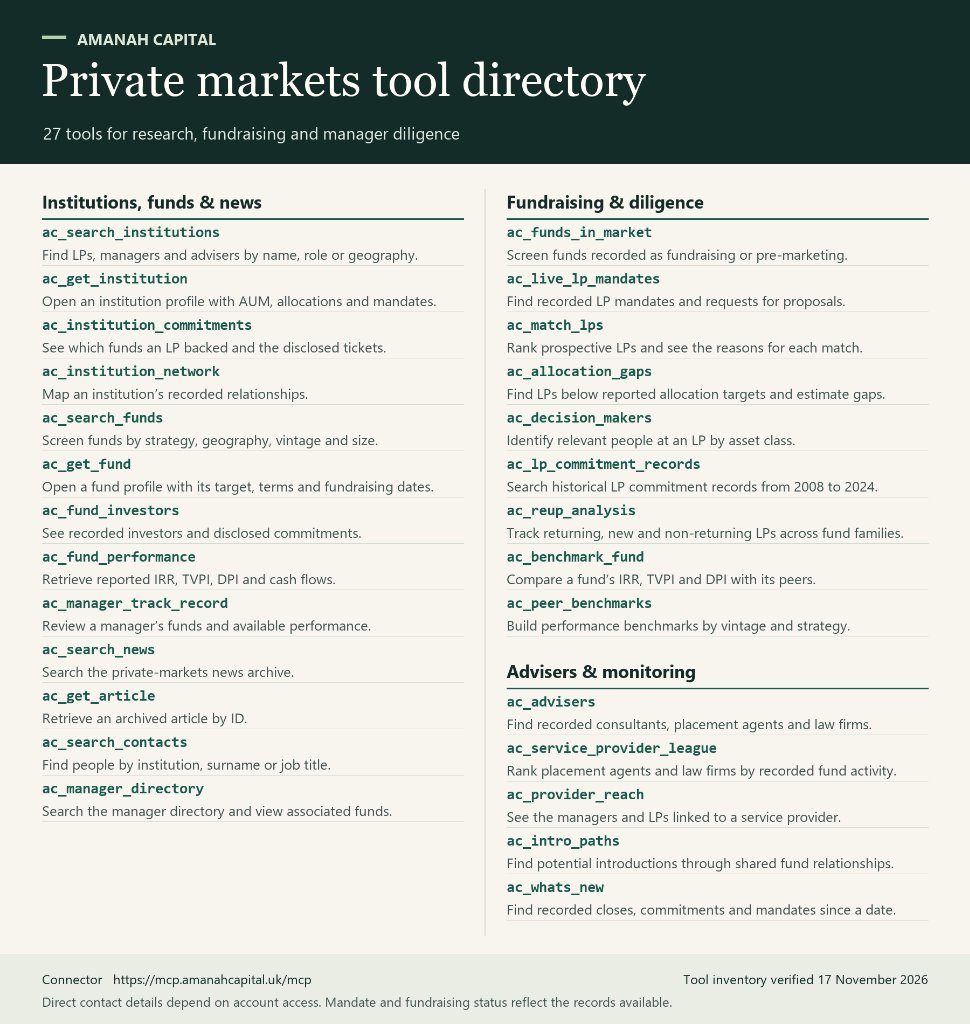 AMANAH CAPITAL
Private markets tool directory
27 tools for research, fundraising and manager diligence
Institutions, funds & news
ac_search_institutions
Find LPs, managers and advisers by name, role or geography.
ac_get_institution
Open an institution profile with AUM, allocations and mandates.
ac_institution_commitments
See which funds an LP backed and the disclosed tickets.
ac_institution_network
Map an institution’s recorded relationships.
ac_search_funds
Screen funds by strategy, geography, vintage and size.
ac_get_fund
Open a fund profile with its target, terms and fundraising dates.
ac_fund_investors
See recorded investors and disclosed commitments.
ac_fund_performance
Retrieve reported IRR, TVPI, DPI and cash flows.
ac_manager_track_record
Review a manager’s funds and available performance.
ac_search_news
Search the private-markets news archive.
ac_get_article
Retrieve an archived article by ID.
ac_search_contacts
Find people by institution, surname or job title.
ac_manager_directory
Search the manager directory and view associated funds.
Fundraising & diligence
ac_funds_in_market
Screen funds recorded as fundraising or pre-marketing.
ac_live_lp_mandates
Find recorded LP mandates and requests for proposals.
ac_match_lps
Rank prospective LPs and see the reasons for each match.
ac_allocation_gaps
Find LPs below reported allocation targets and estimate gaps.
ac_decision_makers
Identify relevant people at an LP by asset class.
ac_lp_commitment_records
Search historical LP commitment records from 2008 to 2024.
ac_reup_analysis
Track returning, new and non-returning LPs across fund families.
ac_benchmark_fund
Compare a fund’s IRR, TVPI and DPI with its peers.
ac_peer_benchmarks
Build performance benchmarks by vintage and strategy.
Advisers & monitoring
ac_advisers
Find recorded consultants, placement agents and law firms.
ac_service_provider_league
Rank placement agents and law firms by recorded fund activity.
ac_provider_reach
See the managers and LPs linked to a service provider.
ac_intro_paths
Find potential introductions through shared fund relationships.
ac_whats_new
Find recorded closes, commitments and mandates since a date.
Connector https://mcp.amanahcapital.uk/mcp
Tool inventory verified 17 November 2026
Direct contact details depend on account access. Mandate and fundraising status reflect the records available.